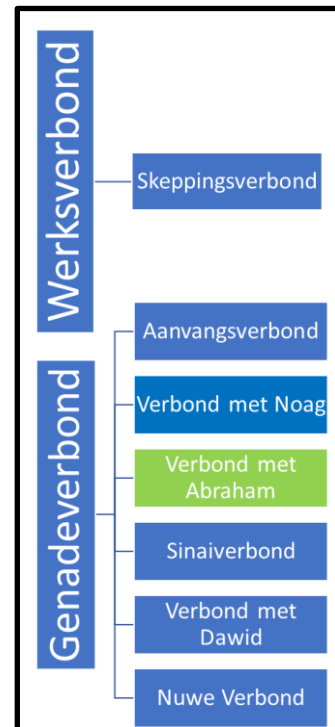 Werksverbond
Skeppingsverbond
Genadeverbond
Aanvangsverbond
Verbond met Noag
Verbond met
Abraham
Sinaiverbond
Verbond met
Dawid
Nuwe Verbond